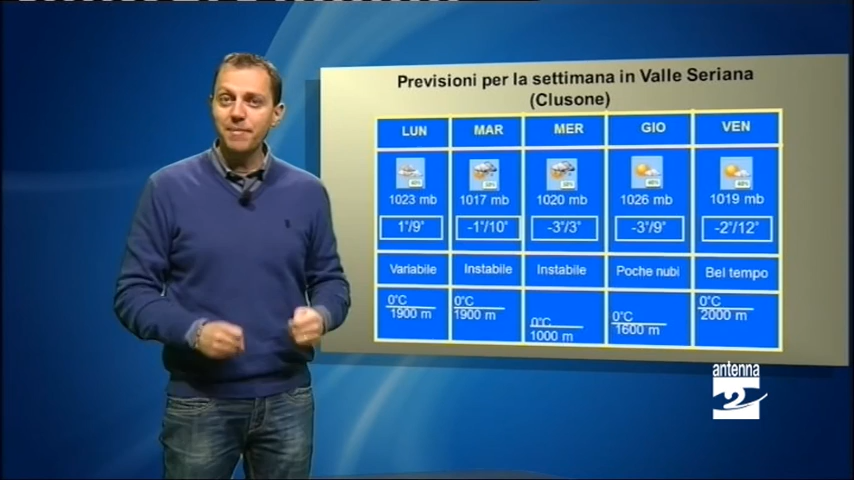 Previsioni per la settimana in Valle Seriana
(Clusone)
LUN MAR MER GIO VEN
1023 mb 1017 mb 1020 mb 1026 mb 1019 mb
1°/9° -1°/10° -3°/3° -3°/9° -2°/12°
Variabile Instabile Instabile Poche nubi Bel tempo
0°C 0°C 0°C 0°C 0°C
1900 m 1900 m 1000 m 1600 m 2000 m
antenna
2